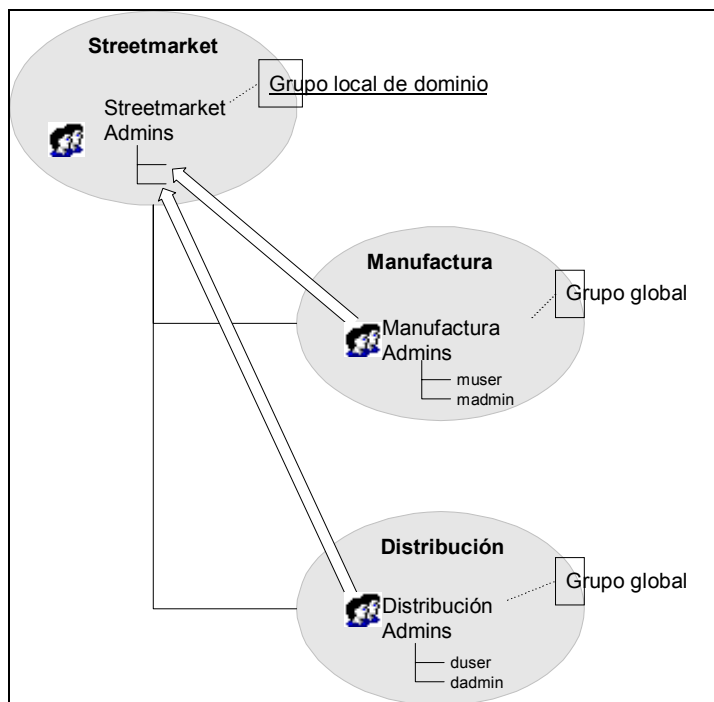 Streetmarket
Grupo local de dominio
Streetmarket
Admins
Manufactura
Grupo global
Manufactura
Admins
muser
madmin
Distribución
Grupo global
Distribución
Admins
duser
dadmin